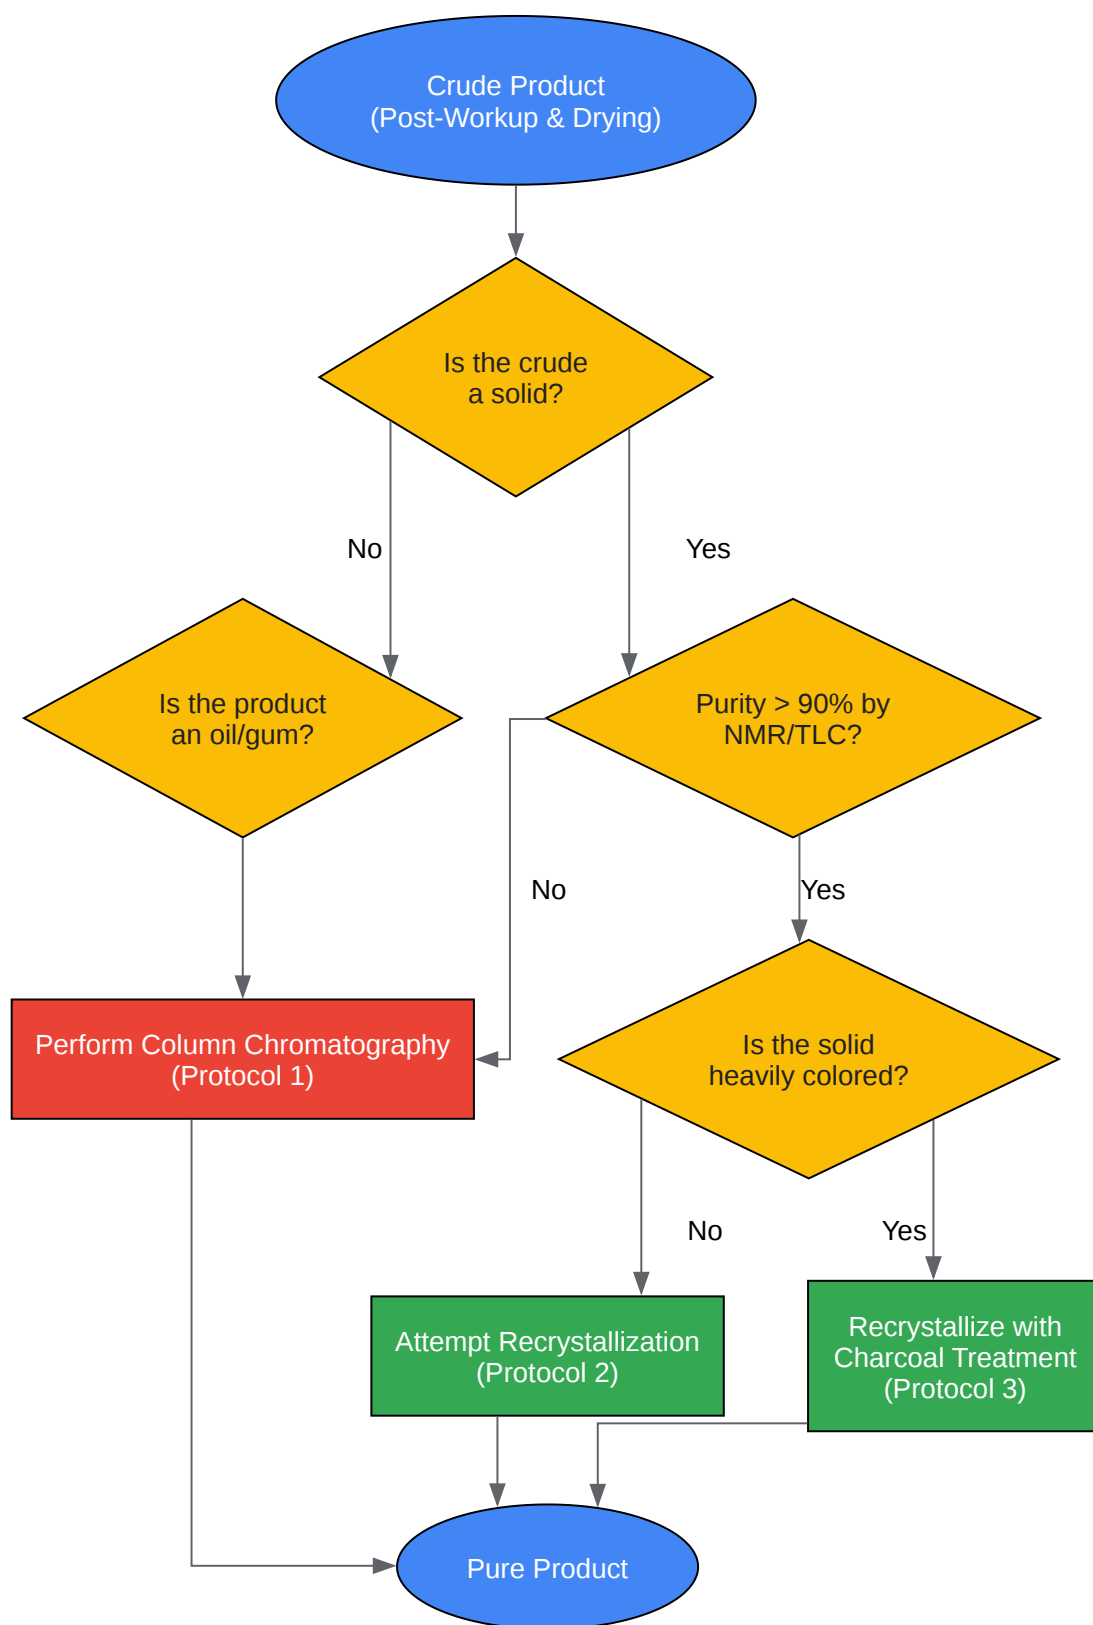 Crude Product
(Post-Workup & Drying)
Is the crude
a solid?
No
Yes
Is the product
an oil/gum?
Purity > 90% by
NMR/TLC?
No
Yes
Perform Column Chromatography
(Protocol 1)
Is the solid
heavily colored?
No
Yes
Attempt Recrystallization
(Protocol 2)
Recrystallize with
Charcoal Treatment
(Protocol 3)
Pure Product